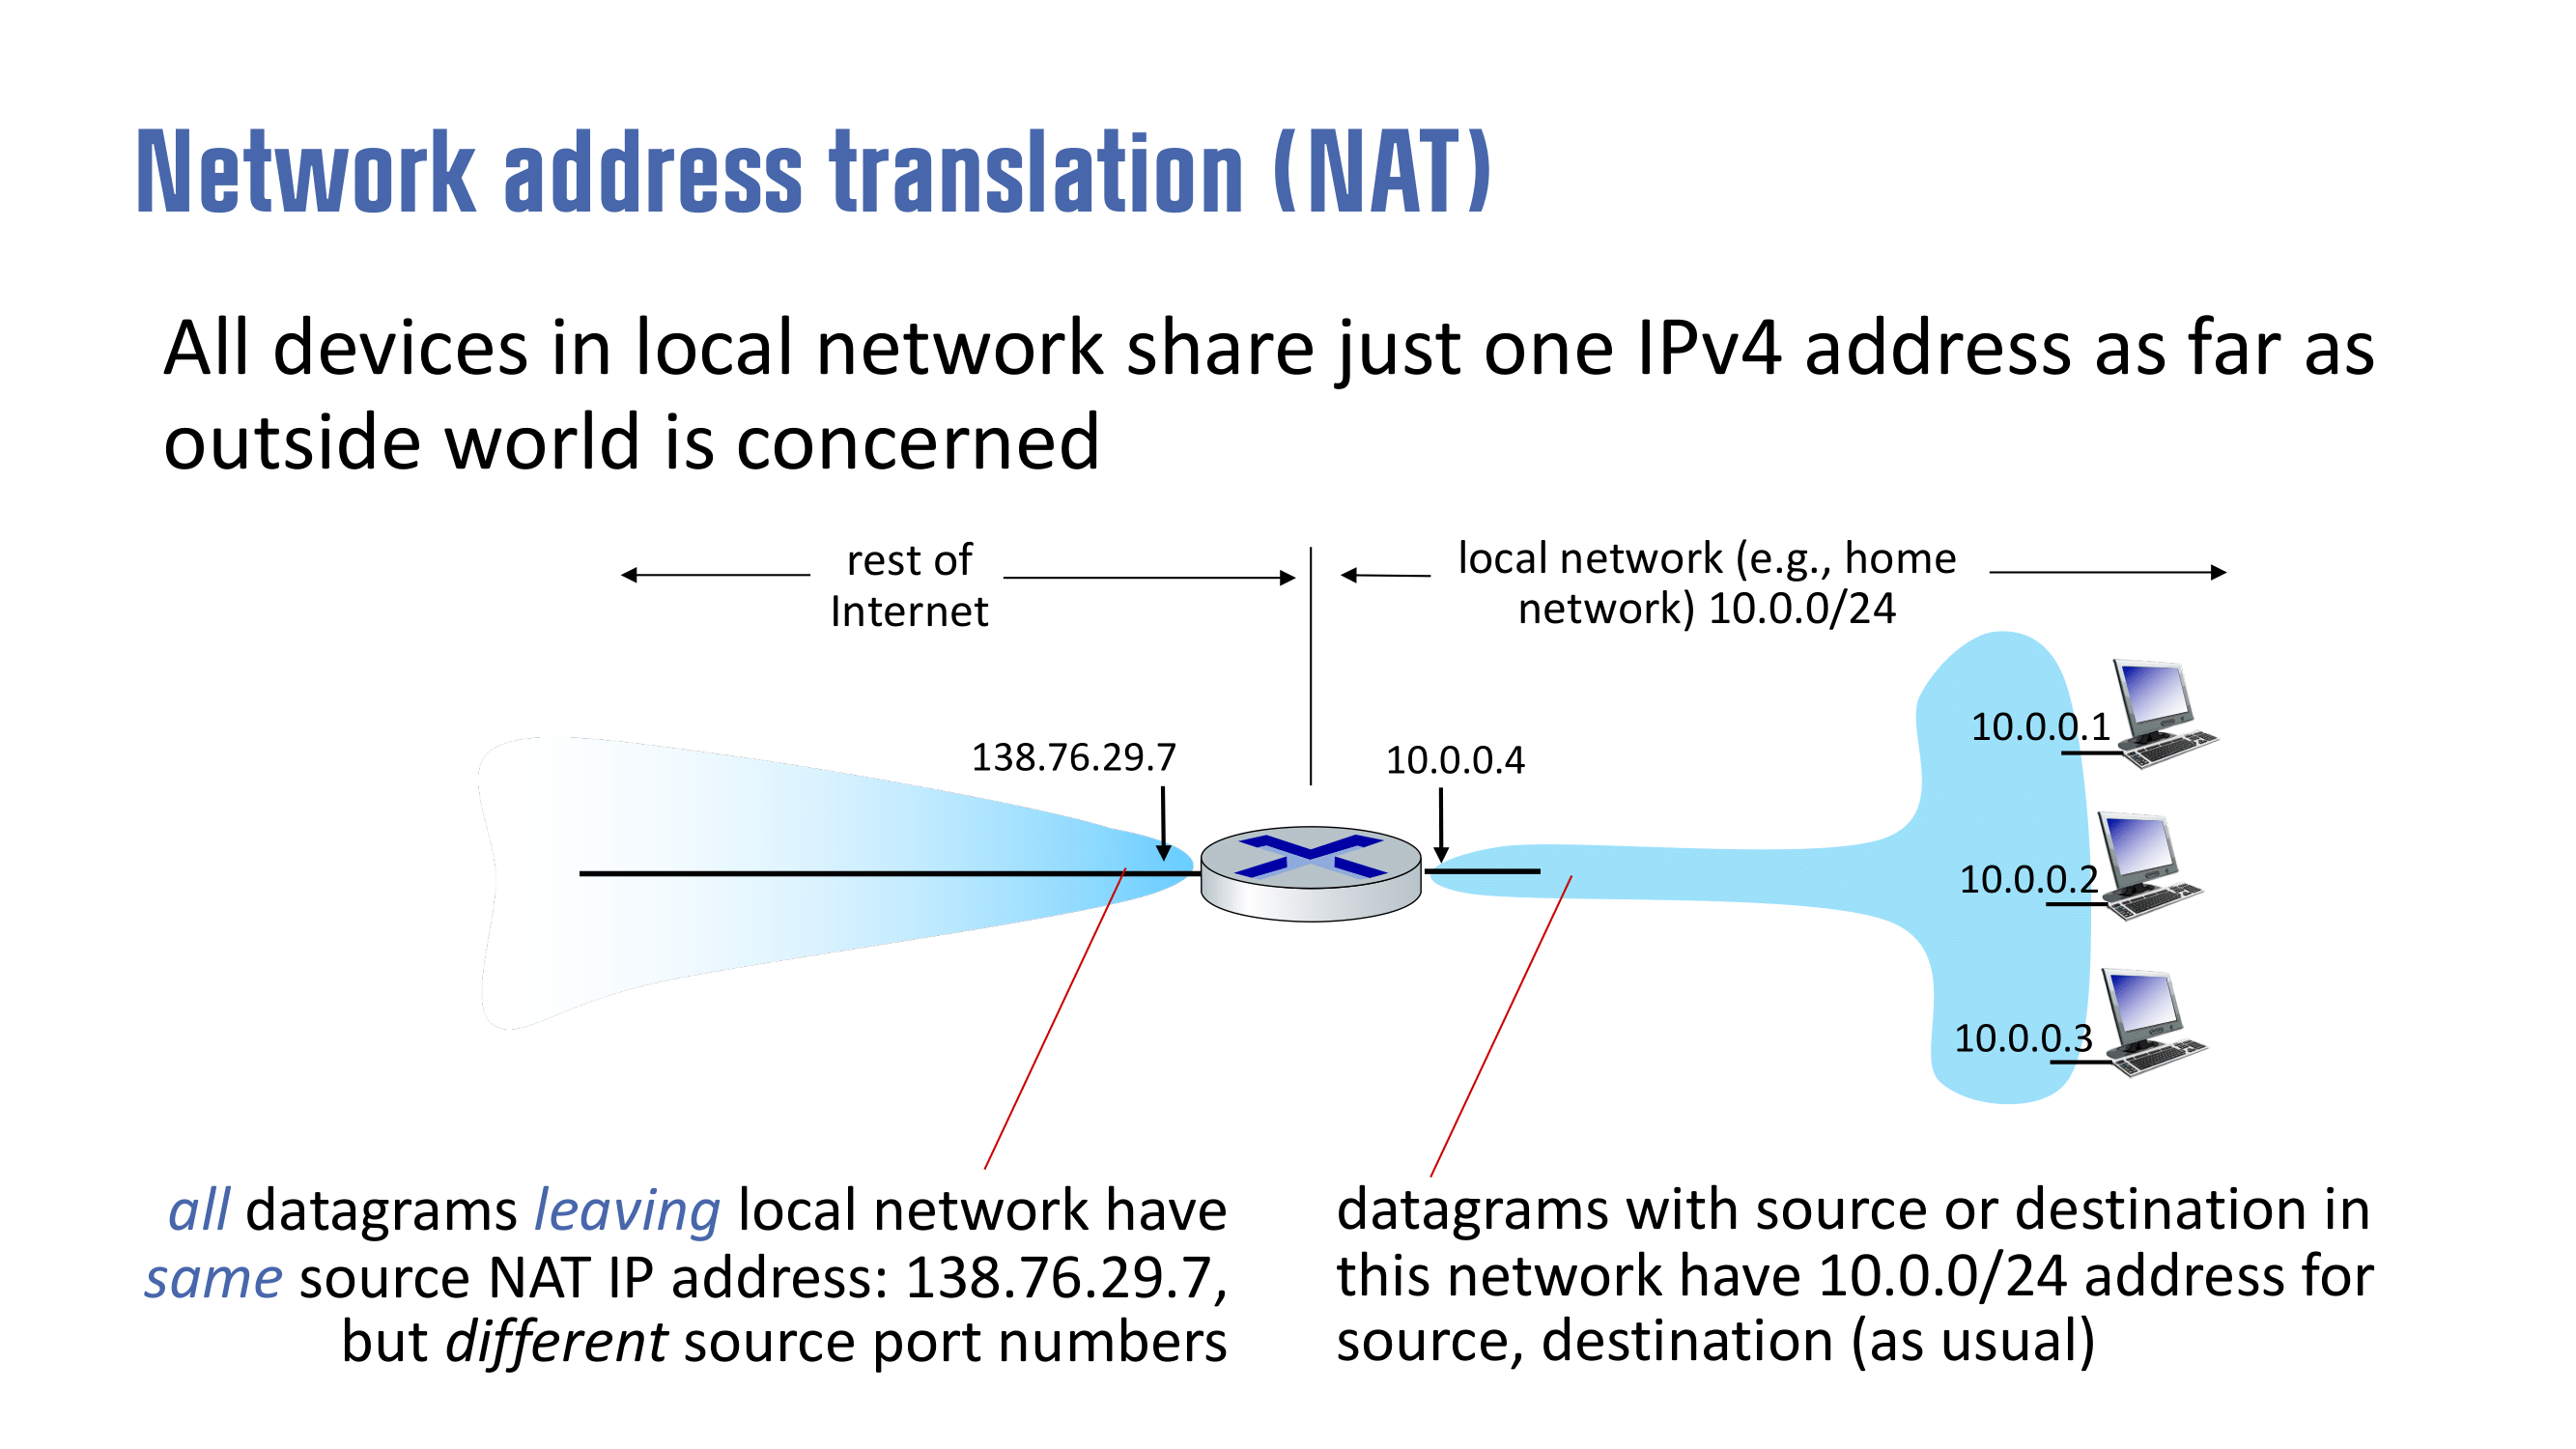 Network address translation (NAT)
All devices in local network share just one IPv4 address as far as
outside world is concerned
rest of
Internet
local network (e.g., home
network) 10.0.0/24
138.76.29.7
10.0.0.4
10.0.0.1
10.0.0.2
10.0.0.3
all datagrams leaving local network have
same source NAT IP address: 138.76.29.7,
but different source port numbers
datagrams with source or destination in
this network have 10.0.0/24 address for
source, destination (as usual)